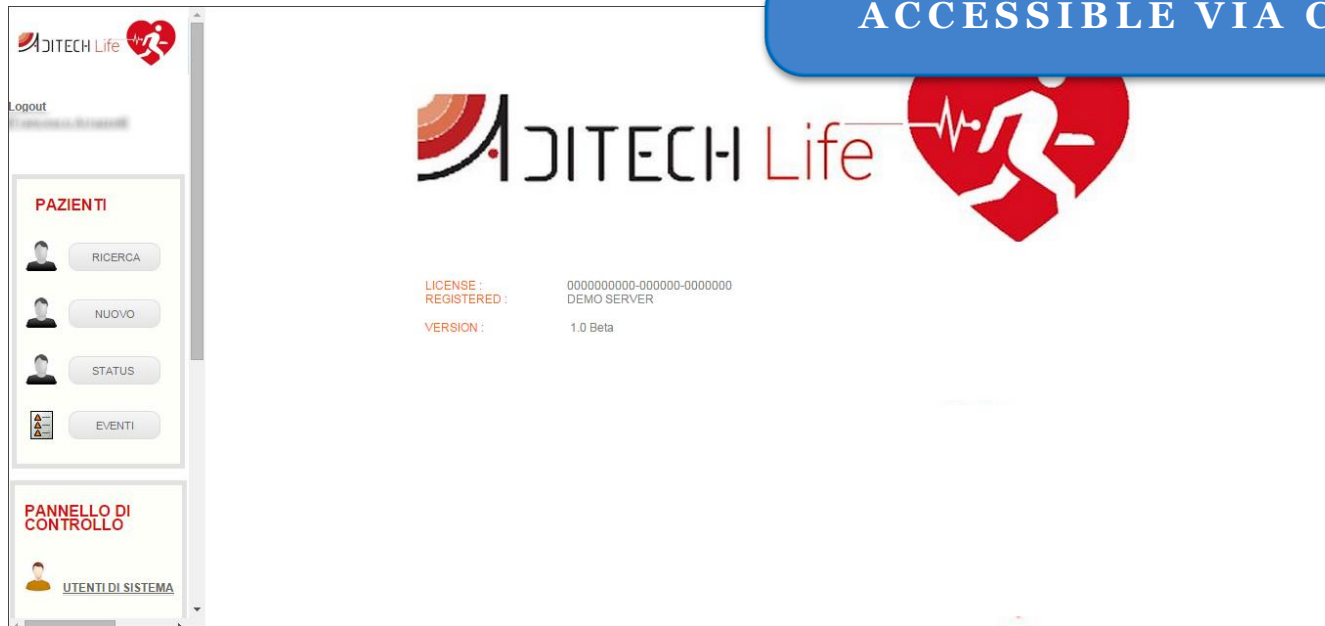 ACCESSIBLE VIA
ADITECH Life
Logout
PAZIENTI
RICERCA
NUOVO
STATUS
EVENTI
PANNELLO DI
CONTROLLO
UTENTI DI SISTEMA
ADITECH Life
LICENSE : 0000000000-000000-0000000
REGISTERED : DEMO SERVER
VERSION : 1.0 Beta